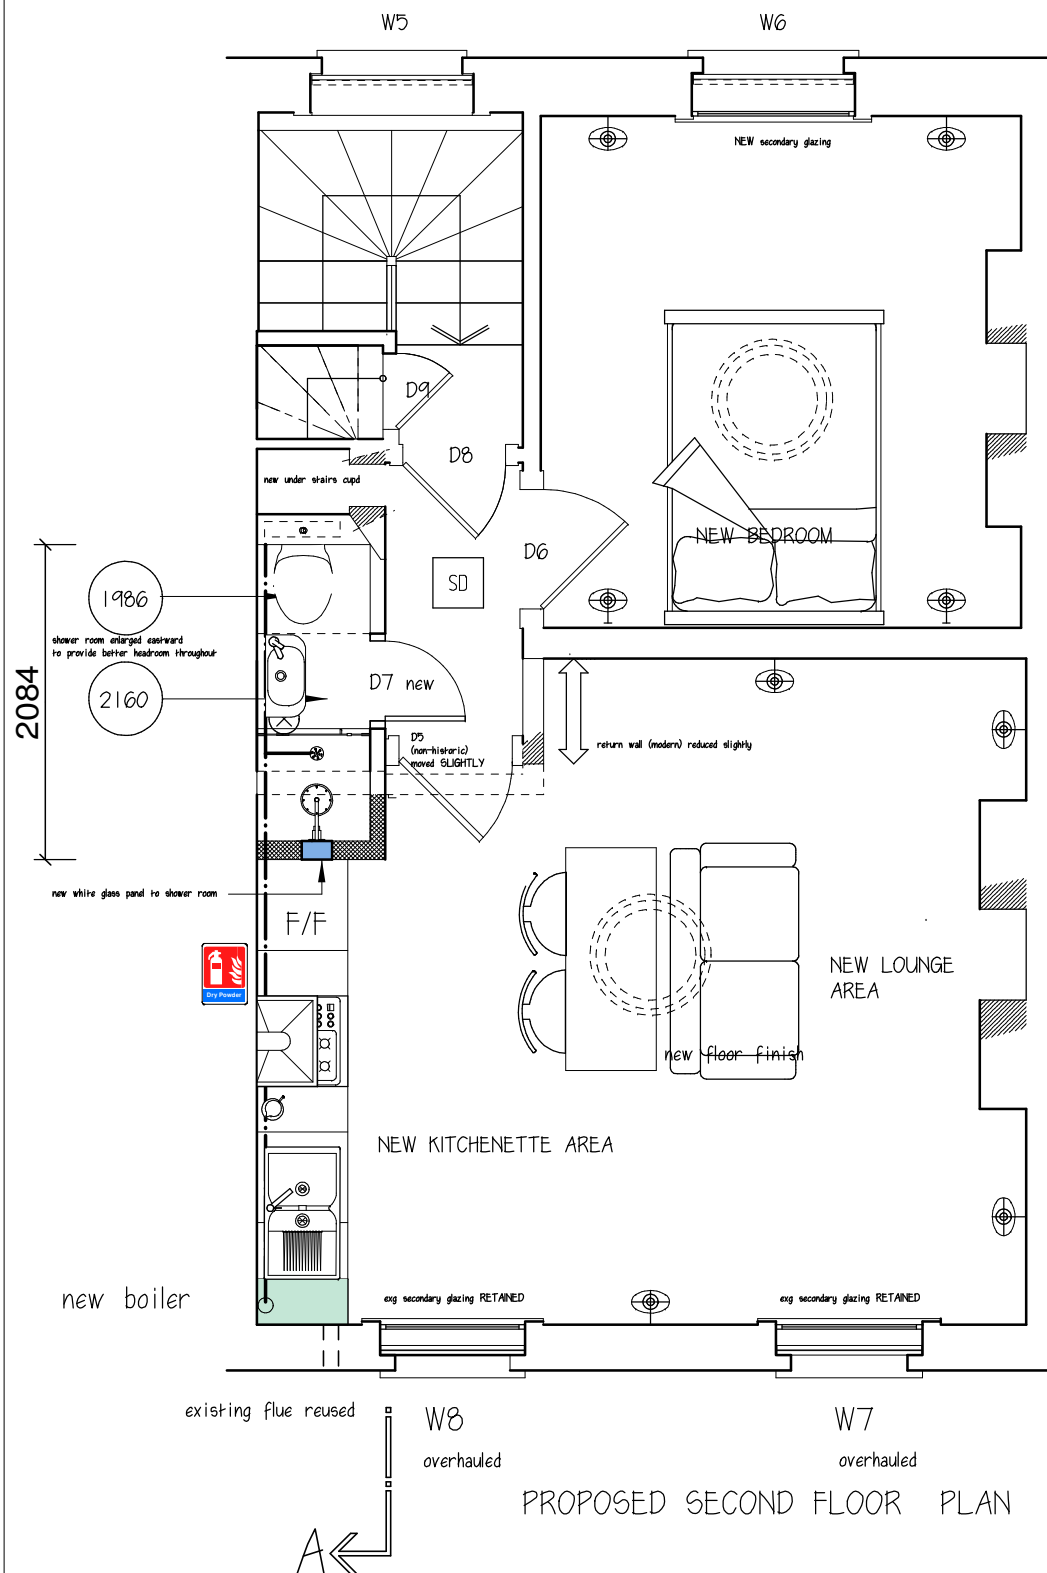 W5
W6
NEW secondary glazing
D9
D8
new under stairs cupd
NEW BEDROOM
D6
SD
1986
shower room enlarged eastward
to provide better headroom throughout
2160
2084
D7 new
D5
(non-historic)
moved SLIGHTLY
return wall (modern) reduced slightly
new white glass panel to shower room
F/F
Dry Powder
NEW LOUNGE
AREA
new floor finish
NEW KITCHENETTE AREA
new boiler
exg secondary glazing RETAINED
exg secondary glazing RETAINED
existing flue reused
W8
overhauled
W7
overhauled
PROPOSED SECOND FLOOR PLAN
A